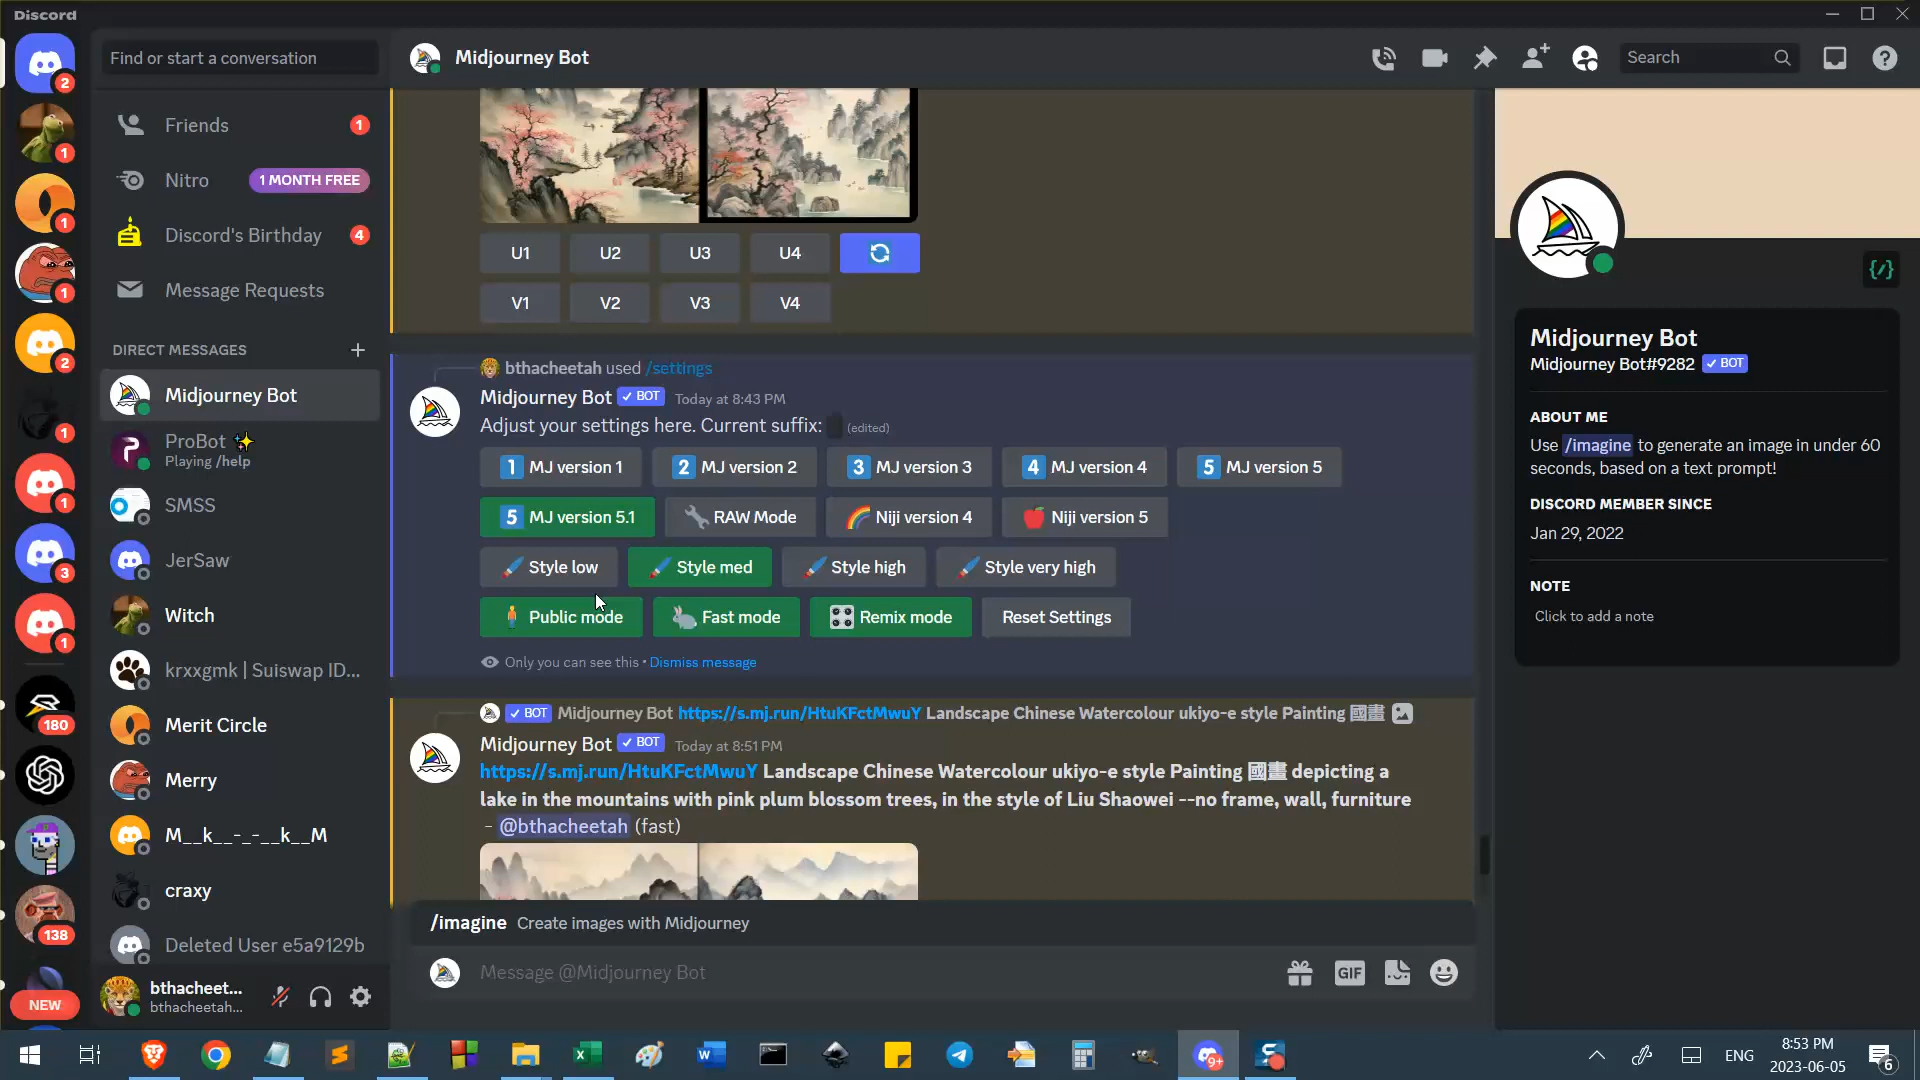 Discord
Find or start a conversation
Friends
1
Nitro
1 MONTH FREE
Discord's Birthday
4
Message Requests
DIRECT MESSAGES
Midjourney Bot
ProBot ✨
Playing /help
SMSS
JerSaw
Witch
krxxgmk | Suiswap ID...
Merit Circle
Merry
M__k__-_-__k__M
craxy
Deleted User e5a9129b
bthacheet...
bthacheetah...
2
1
1
1
2
1
1
3
1
180
138
NEW
Midjourney Bot
Search
U1 U2 U3 U4
V1 V2 V3 V4
bthacheetah used /settings
Midjourney Bot ✓ BOT Today at 8:43 PM
Adjust your settings here. Current suffix: (edited)
1 MJ version 1 2 MJ version 2 3 MJ version 3 4 MJ version 4 5 MJ version 5
5 MJ version 5.1 RAW Mode Niji version 4 Niji version 5
Style low Style med Style high Style very high
Public mode Fast mode Remix mode Reset Settings
Only you can see this • Dismiss message
✓ BOT Midjourney Bot https://s.mj.run/HtuKFctMwuY Landscape Chinese Watercolour ukiyo-e style Painting 國畫
Midjourney Bot ✓ BOT Today at 8:51 PM
https://s.mj.run/HtuKFctMwuY Landscape Chinese Watercolour ukiyo-e style Painting 國畫 depicting a
lake in the mountains with pink plum blossom trees, in the style of Liu Shaowei --no frame, wall, furniture
- @bthacheetah (fast)
/imagine Create images with Midjourney
Message @Midjourney Bot
GIF
Midjourney Bot
Midjourney Bot#9282 ✓ BOT
ABOUT ME
Use /imagine to generate an image in under 60
seconds, based on a text prompt!
DISCORD MEMBER SINCE
Jan 29, 2022
NOTE
Click to add a note
9+
ENG
8:53 PM
2023-06-05
6